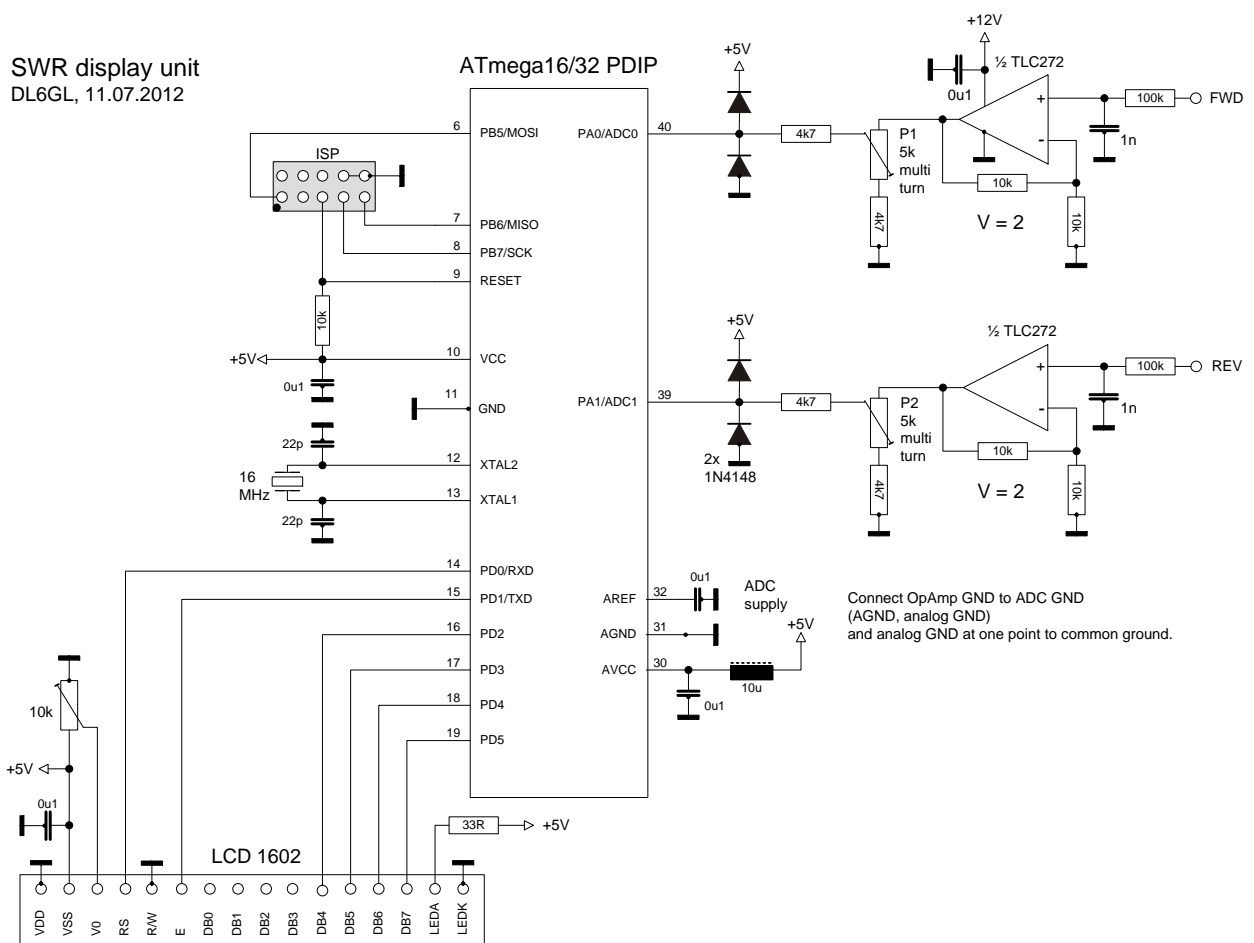 SWR display unit
DL6GL, 11.07.2012
ATmega16/32 PDIP
ISP
6 PB5/MOSI
7 PB6/MISO
8 PB7/SCK
9 RESET
10k
+5V
10 VCC
0u1
11 GND
22p
12 XTAL2
16 MHz
13 XTAL1
22p
14 PD0/RXD
15 PD1/TXD
16 PD2
17 PD3
18 PD4
19 PD5
PA0/ADC0 40
+5V
4k7
P1
5k
multi
turn
4k7
+12V
½ TLC272
0u1
+
-
100k
FWD
1n
10k
10k
V = 2
PA1/ADC1 39
+5V
2x
1N4148
4k7
P2
5k
multi
turn
4k7
½ TLC272
+
-
100k
REV
1n
10k
10k
V = 2
AREF 32
0u1
ADC
supply
+5V
AGND 31
AVCC 30
10u
0u1
Connect OpAmp GND to ADC GND
(AGND, analog GND)
and analog GND at one point to common ground.
10k
+5V
0u1
33R
+5V
LCD 1602
VDD
VSS
V0
RS
R/W
E
DB0
DB1
DB2
DB3
DB4
DB5
DB6
DB7
LEDA
LEDK